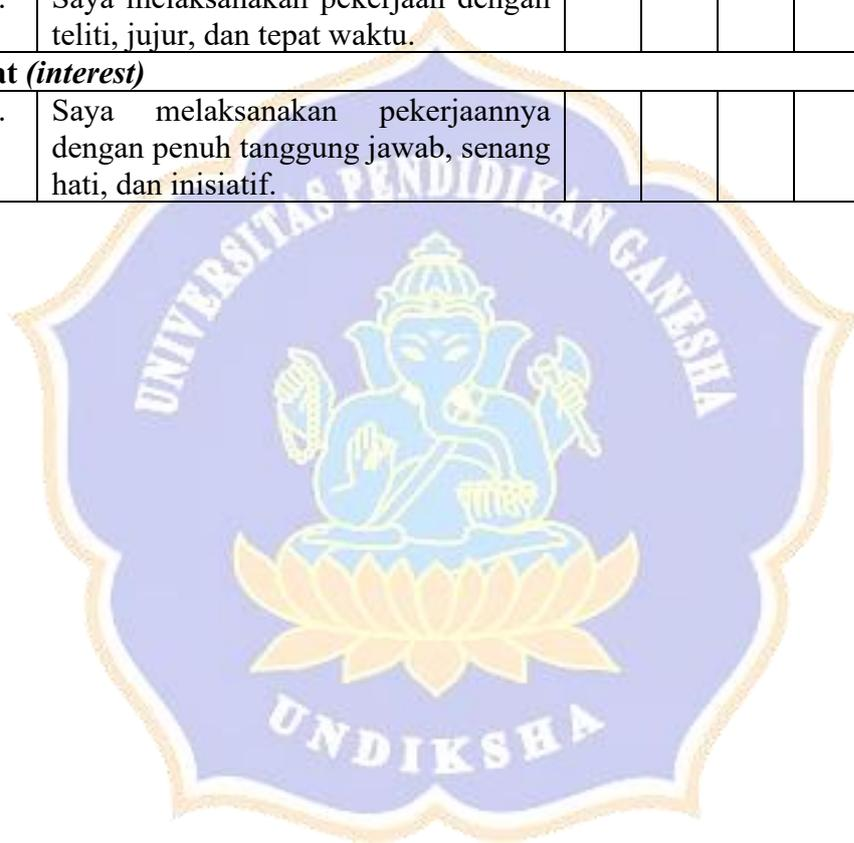 . Saya melaksanakan pekerjaan dengan
teliti, jujur, dan tepat waktu.
at (interest)
. Saya melaksanakan pekerjaannya
dengan penuh tanggung jawab, senang
hati, dan inisiatif.
UNIVERSITAS PENDIDIKAN GANESHA
UNDIKSHA